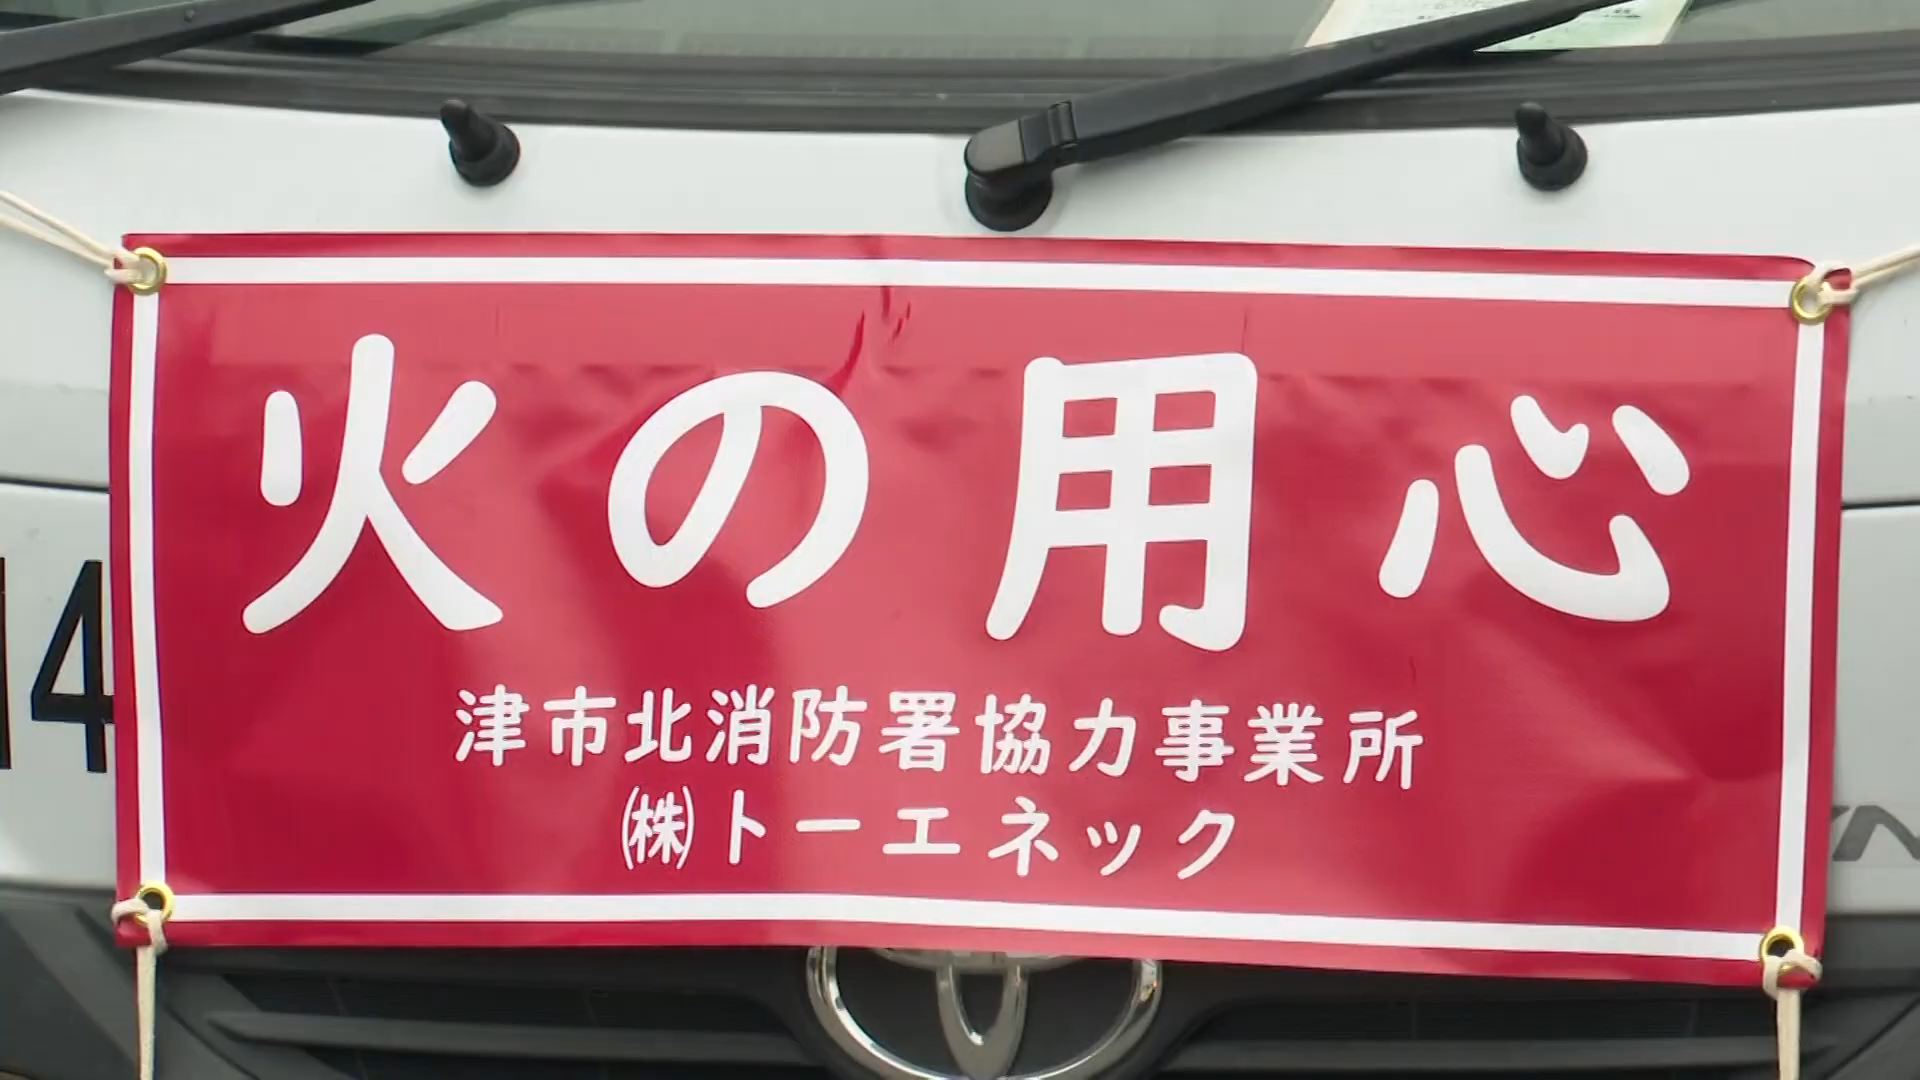 火の用心
津市北消防署協力事業所
㈱トーエネック
14